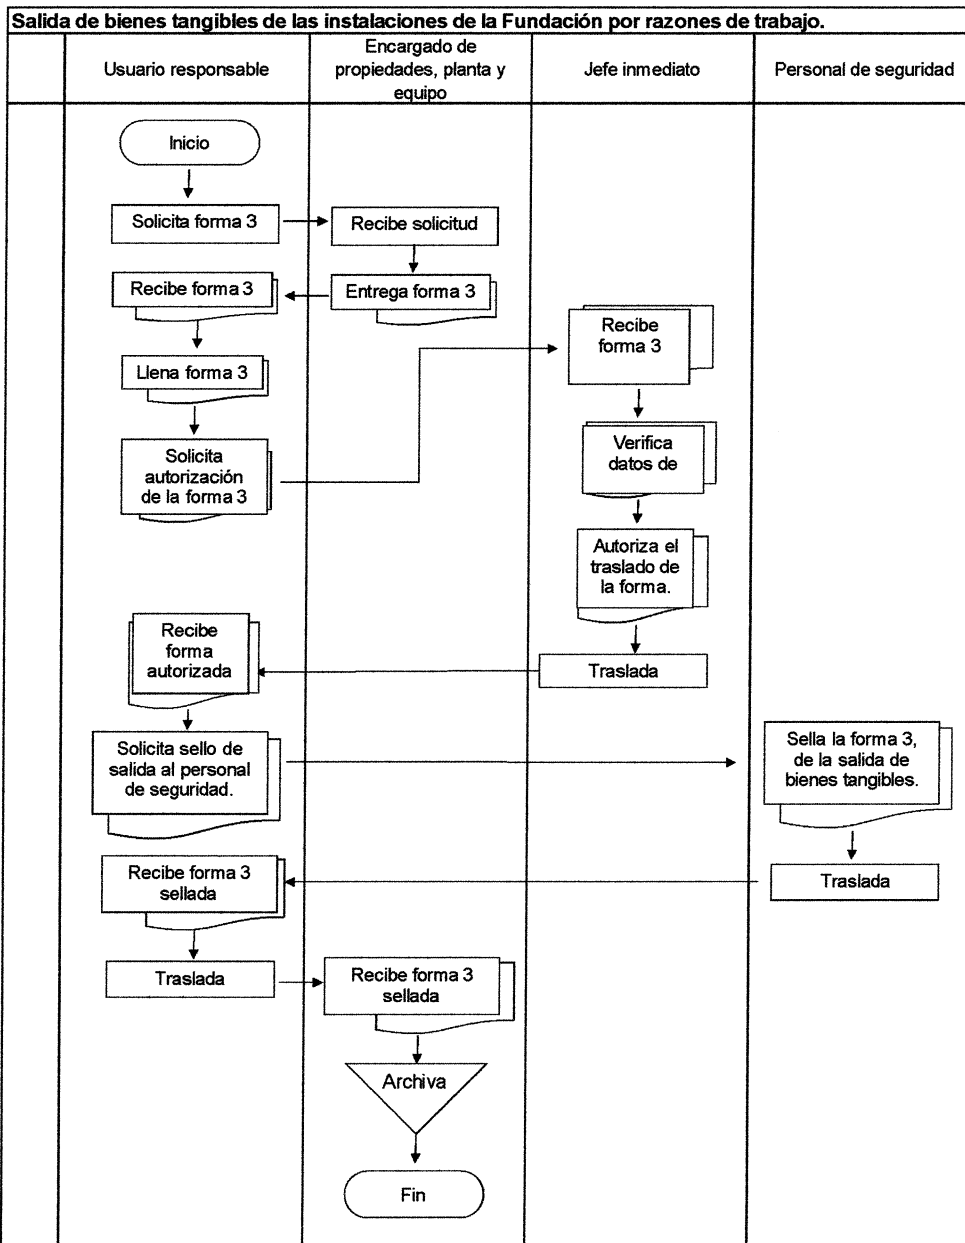 Salida de bienes tangibles de las instalaciones de la Fundación por razones de trabajo.
Usuario responsable
Encargado de
propiedades, planta y
equipo
Jefe inmediato
Personal de seguridad
Inicio
Solicita forma 3
Recibe solicitud
Recibe forma 3
Entrega forma 3
Recibe
forma 3
Llena forma 3
Solicita
autorización
de la forma 3
Verifica
datos de
Autoriza el
traslado de
la forma.
Recibe
forma
autorizada
Traslada
Solicita sello de
salida al personal
de seguridad.
Sella la forma 3,
de la salida de
bienes tangibles.
Recibe forma 3
sellada
Traslada
Traslada
Recibe forma 3
sellada
Archiva
Fin